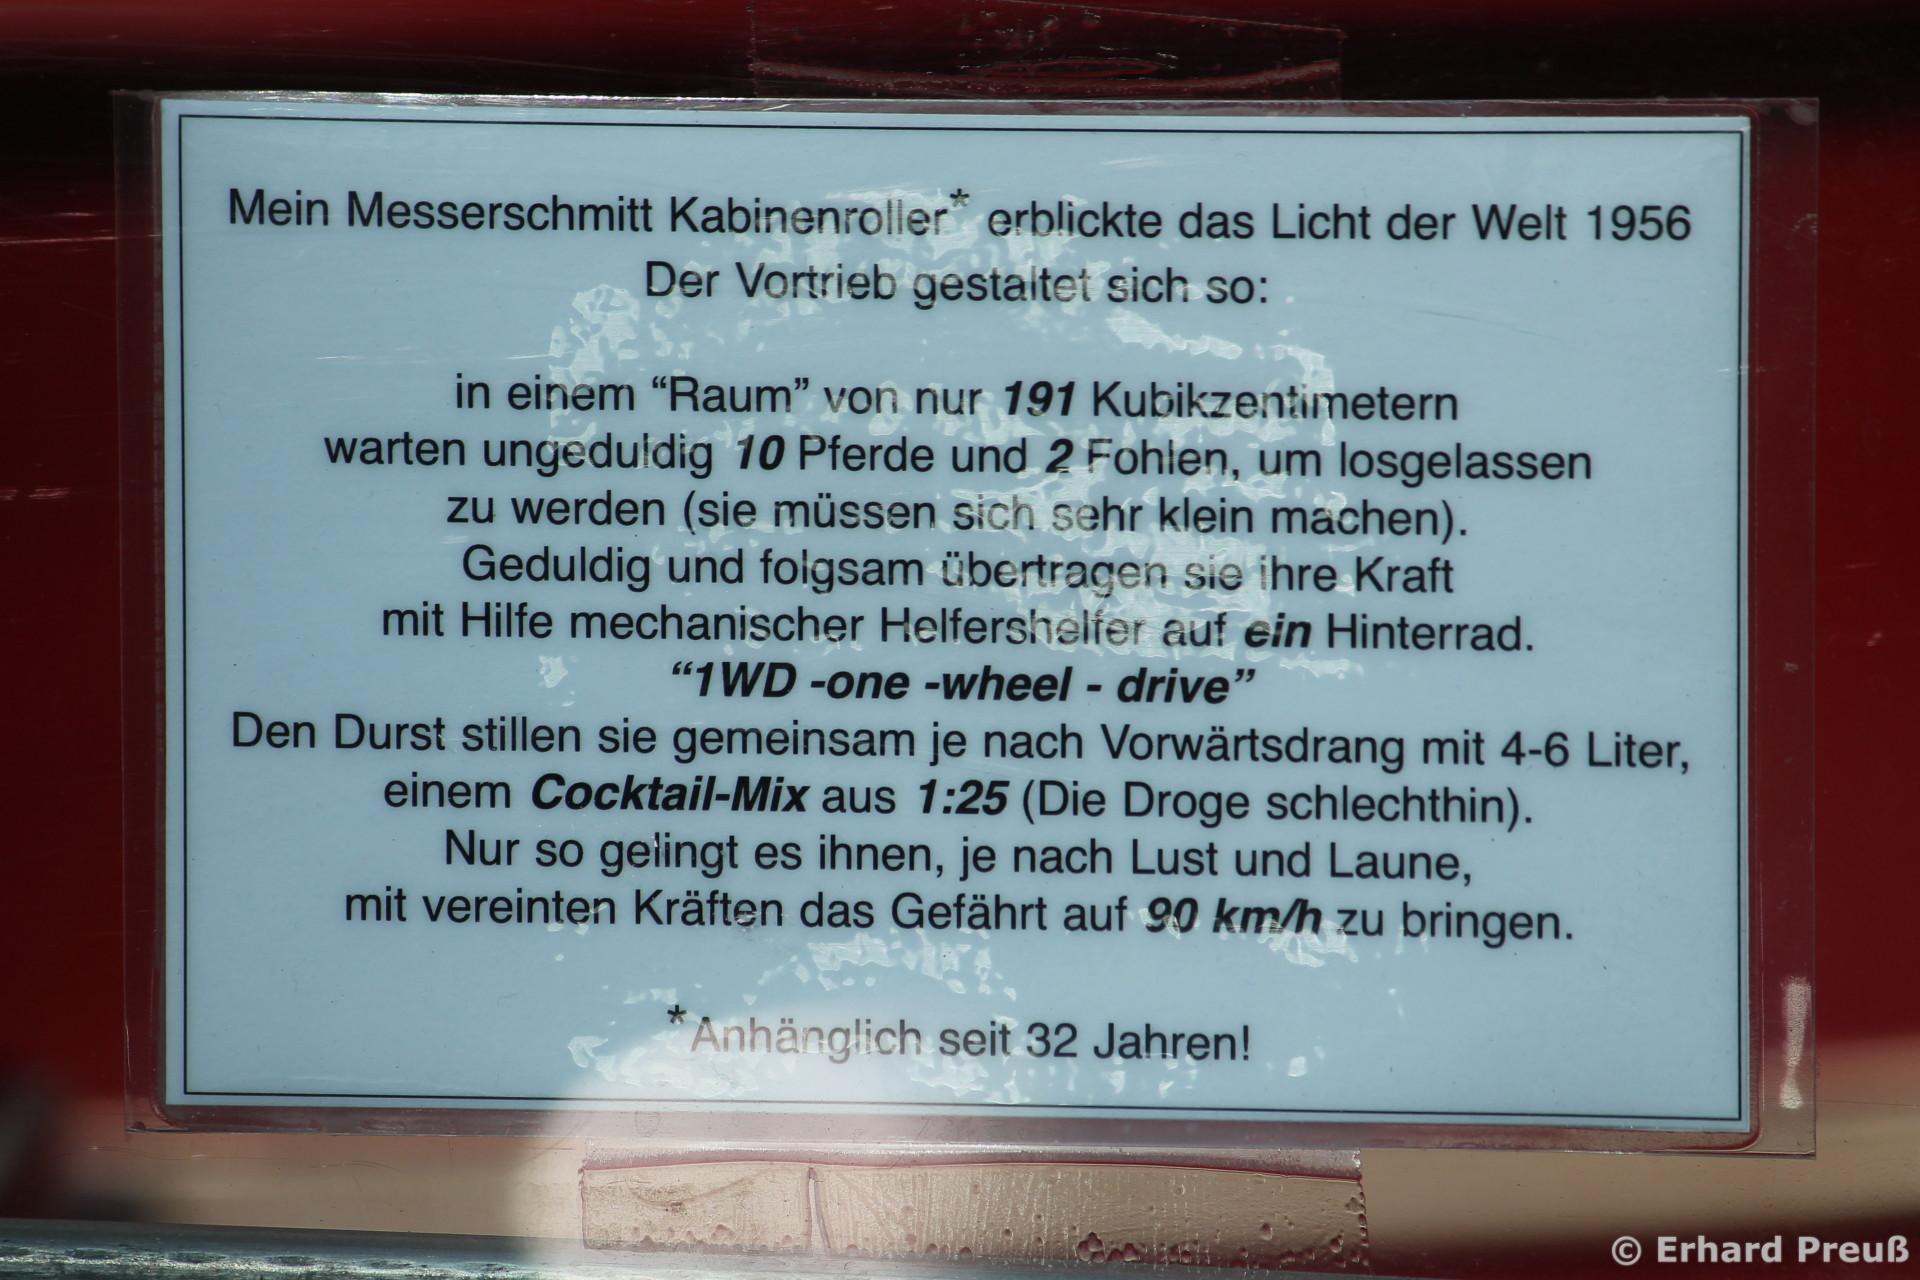 Mein Messerschmitt Kabinenroller* erblickte das Licht der Welt 1956
Der Vortrieb gestaltet sich so:
in einem “Raum” von nur 191 Kubikzentimetern
warten ungeduldig 10 Pferde und 2 Fohlen, um losgelassen
zu werden (sie müssen sich sehr klein machen).
Geduldig und folgsam übertragen sie ihre Kraft
mit Hilfe mechanischer Helfershelfer auf ein Hinterrad.
“1WD -one -wheel - drive”
Den Durst stillen sie gemeinsam je nach Vorwärtsdrang mit 4-6 Liter,
einem Cocktail-Mix aus 1:25 (Die Droge schlechthin).
Nur so gelingt es ihnen, je nach Lust und Laune,
mit vereinten Kräften das Gefährt auf 90 km/h zu bringen.
*Anhänglich seit 32 Jahren!
© Erhard Preuß